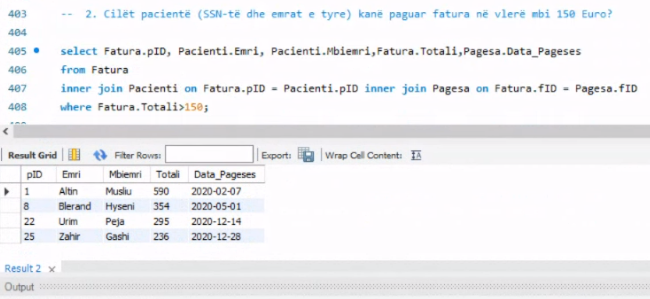 403 -- 2. Cilët pacientë (SSN-të dhe emrat e tyre) kanë paguar fatura në vlerë mbi 150 Euro?
404
405 select Fatura.pID, Pacienti.Emri, Pacienti.Mbiemri,Fatura.Totali,Pagesa.Data_Pageses
406 from Fatura
407 inner join Pacienti on Fatura.pID = Pacienti.pID inner join Pagesa on Fatura.fID = Pagesa.fID
408 where Fatura.Totali>150;
Result Grid Filter Rows: Export: Wrap Cell Content:
pID Emri Mbiemri Totali Data_Pageses
1 Altin Musliu 590 2020-02-07
8 Blerand Hyseni 354 2020-05-01
22 Urim Peja 295 2020-12-14
25 Zahir Gashi 236 2020-12-28
Result 2 ×
Output